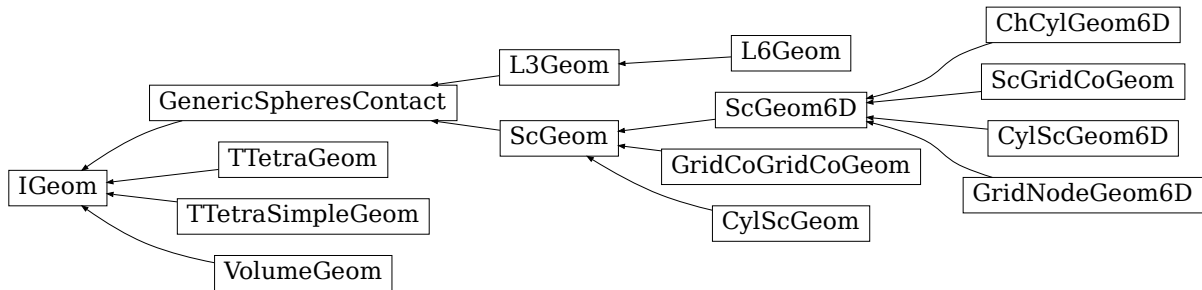 ChCylGeom6D
L6Geom
L3Geom
ScGridCoGeom
GenericSpheresContact
ScGeom6D
ScGeom
CylScGeom6D
TTetraGeom
GridCoGridCoGeom
IGeom
GridNodeGeom6D
TTetraSimpleGeom
CylScGeom
VolumeGeom